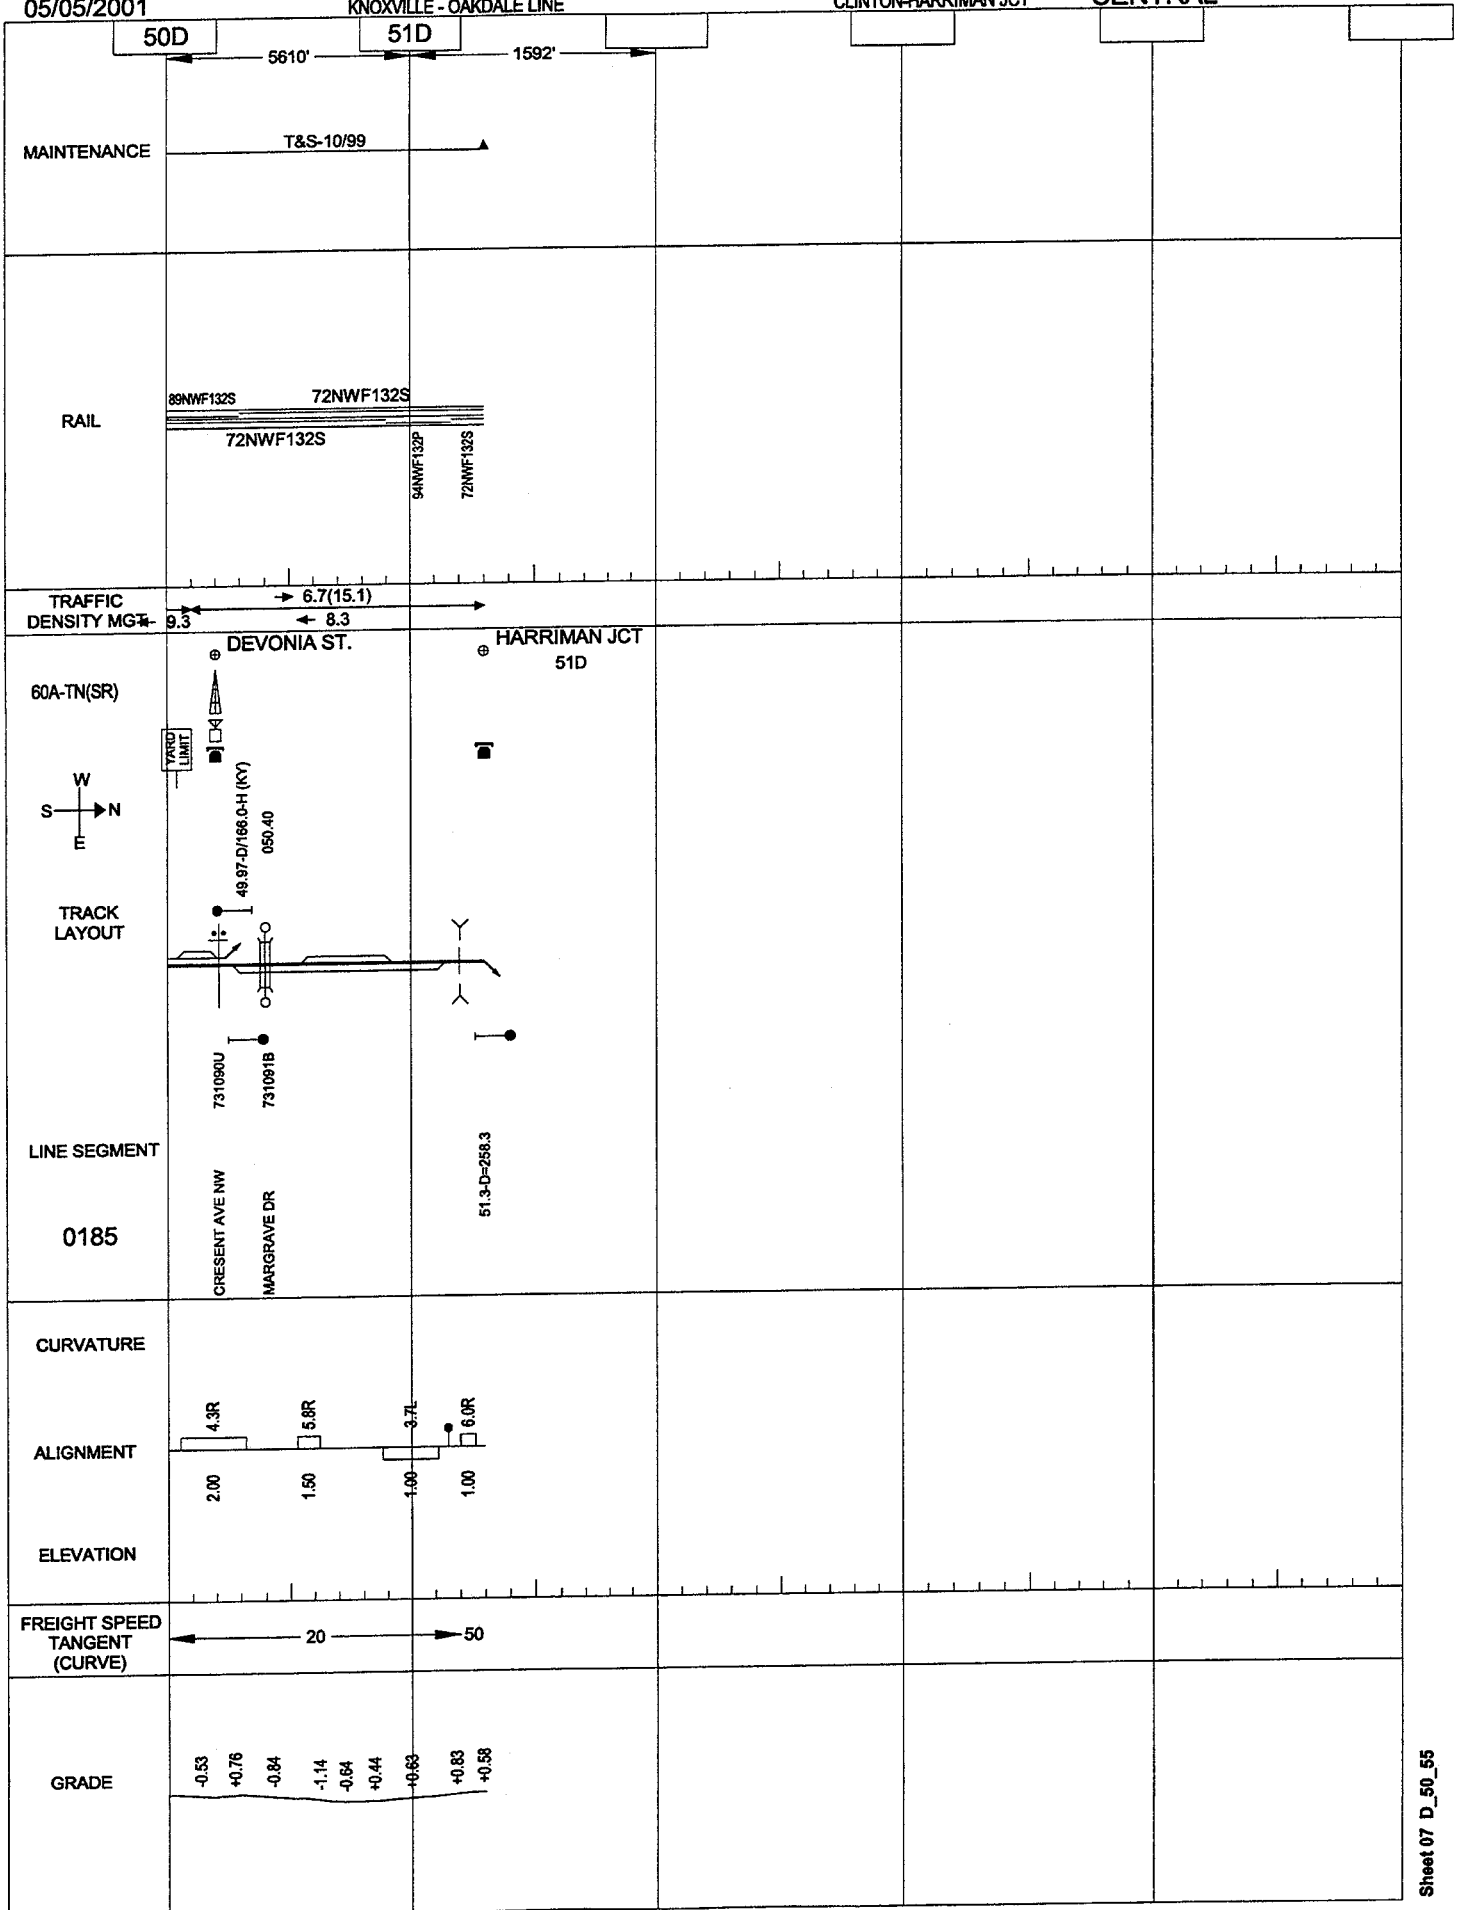 05/05/2001
KNOXVILLE - OAKDALE LINE
CLINTON-HARRIMAN JCT
CENTRAL
50D
51D
5610'
1592'
MAINTENANCE
T&S-10/99
RAIL
89NWF132S
72NWF132S
72NWF132S
94NWF132P
72NWF132S
TRAFFIC
DENSITY MGT
9.3
6.7(15.1)
8.3
DEVONIA ST.
HARRIMAN JCT
51D
60A-TN(SR)
YARD
LIMIT
W
S
N
E
49.97-D/166.0-H (KY)
050.40
TRACK
LAYOUT
731090U
731091B
LINE SEGMENT
0185
CRESENT AVE NW
MARGRAVE DR
51.3-D=258.3
CURVATURE
4.3R
5.8R
3.7L
6.0R
ALIGNMENT
2.00
1.50
1.00
1.00
ELEVATION
FREIGHT SPEED
TANGENT
(CURVE)
20
50
GRADE
-0.53
+0.76
-0.84
-1.14
-0.64
+0.44
+0.63
+0.83
+0.58
Sheet 07 D_50_55